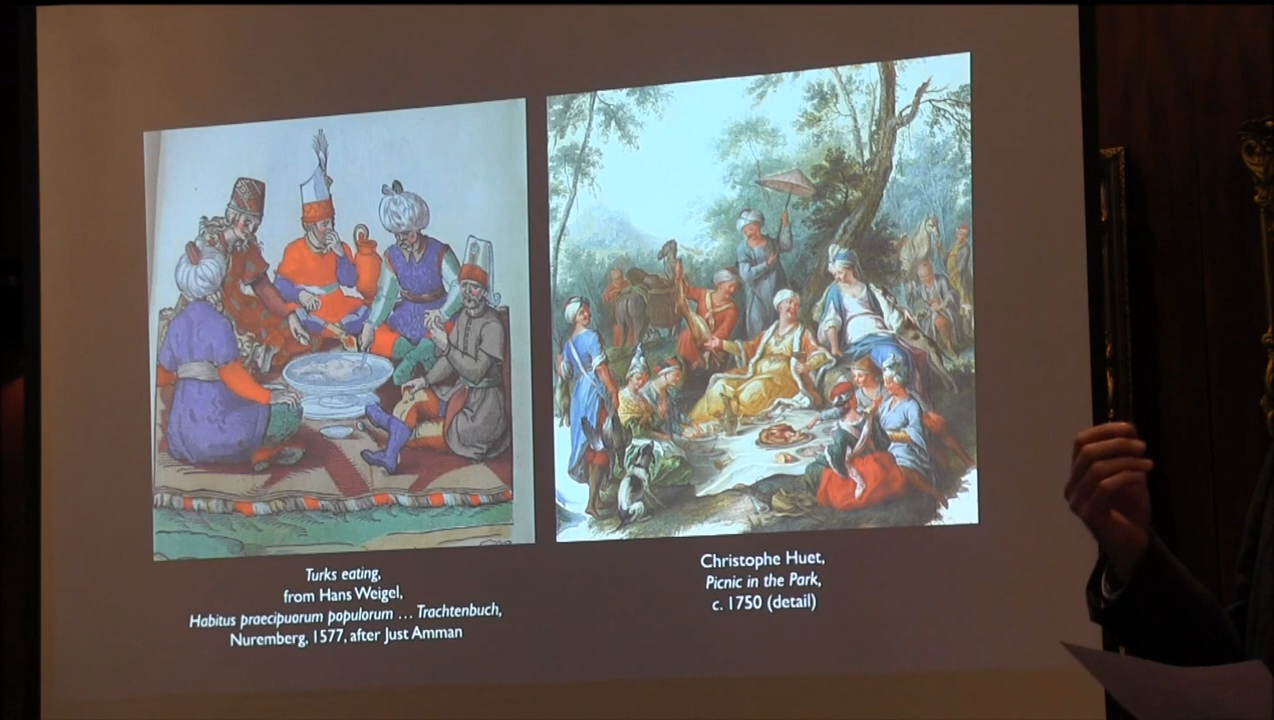 Turks eating,
from Hans Weigel,
Habitus praecipuorum populorum … Trachtenbuch,
Nuremberg, 1577, after Just Amman
Christophe Huet,
Picnic in the Park,
c. 1750 (detail)